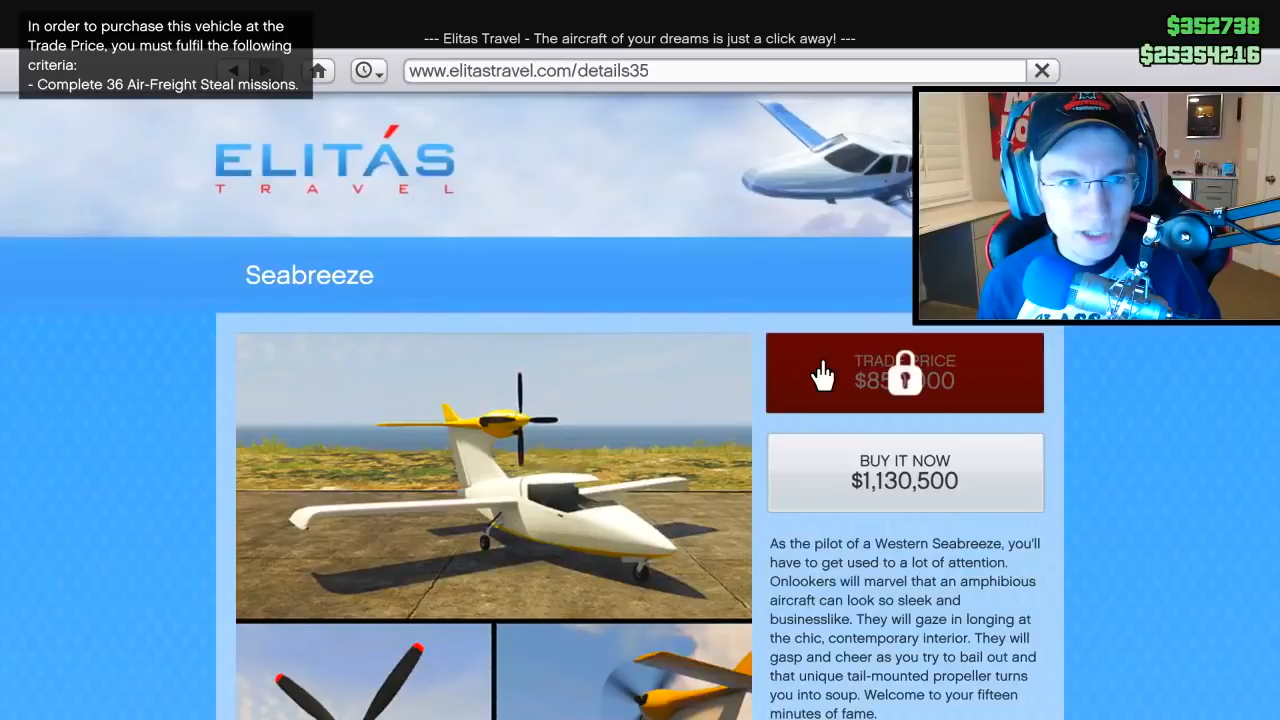 In order to purchase this vehicle at the
Trade Price, you must fulfil the following
criteria:
- Complete 36 Air-Freight Steal missions.
--- Elitas Travel - The aircraft of your dreams is just a click away! ---
$352738
$25354216
www.elitastravel.com/details35
ELITÁS
TRAVEL
Seabreeze
TRADE PRICE
BUY IT NOW
$1,130,500
As the pilot of a Western Seabreeze, you'll
have to get used to a lot of attention.
Onlookers will marvel that an amphibious
aircraft can look so sleek and
businesslike. They will gaze in longing at
the chic, contemporary interior. They will
gasp and cheer as you try to bail out and
that unique tail-mounted propeller turns
you into soup. Welcome to your fifteen
minutes of fame.